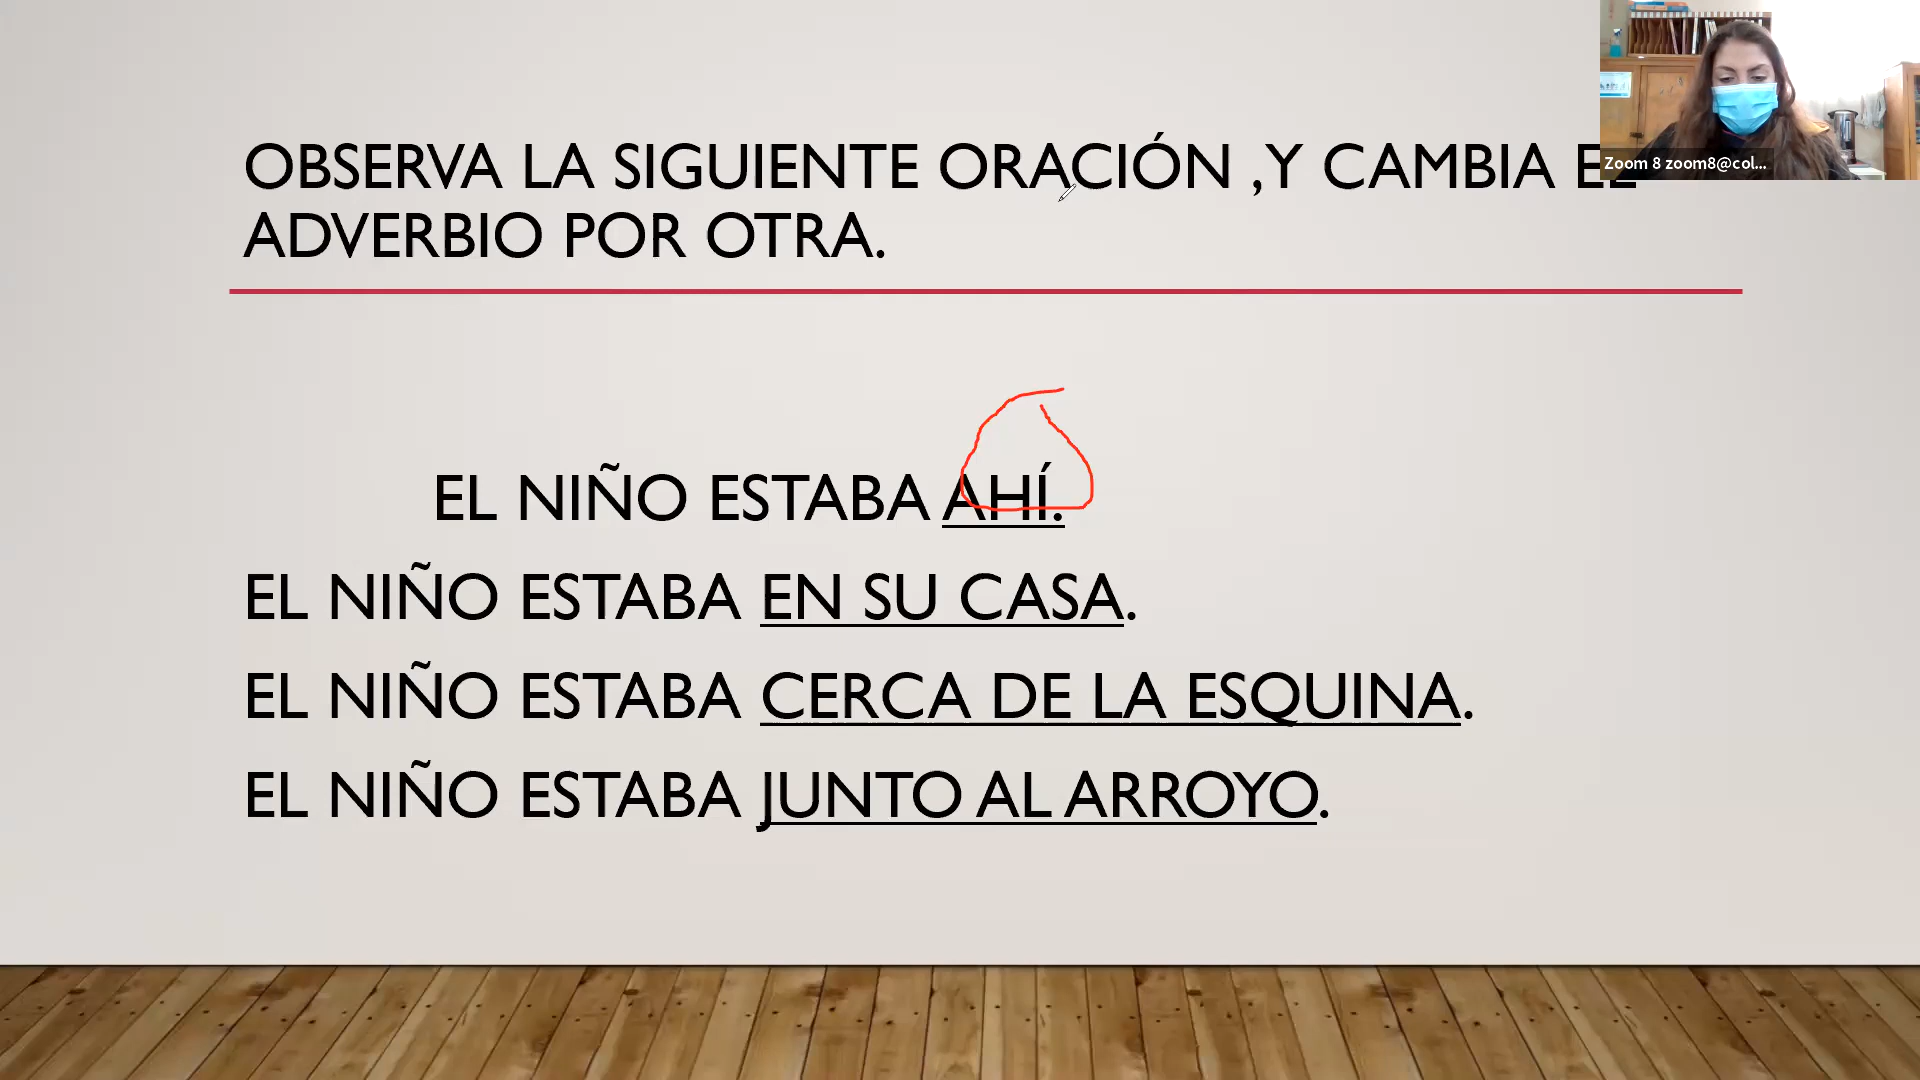 OBSERVA LA SIGUIENTE ORACIÓN ,Y CAMBIA EL
ADVERBIO POR OTRA.
Zoom 8 zoom8@col...
EL NIÑO ESTABA AHÍ.
EL NIÑO ESTABA EN SU CASA.
EL NIÑO ESTABA CERCA DE LA ESQUINA.
EL NIÑO ESTABA JUNTO AL ARROYO.